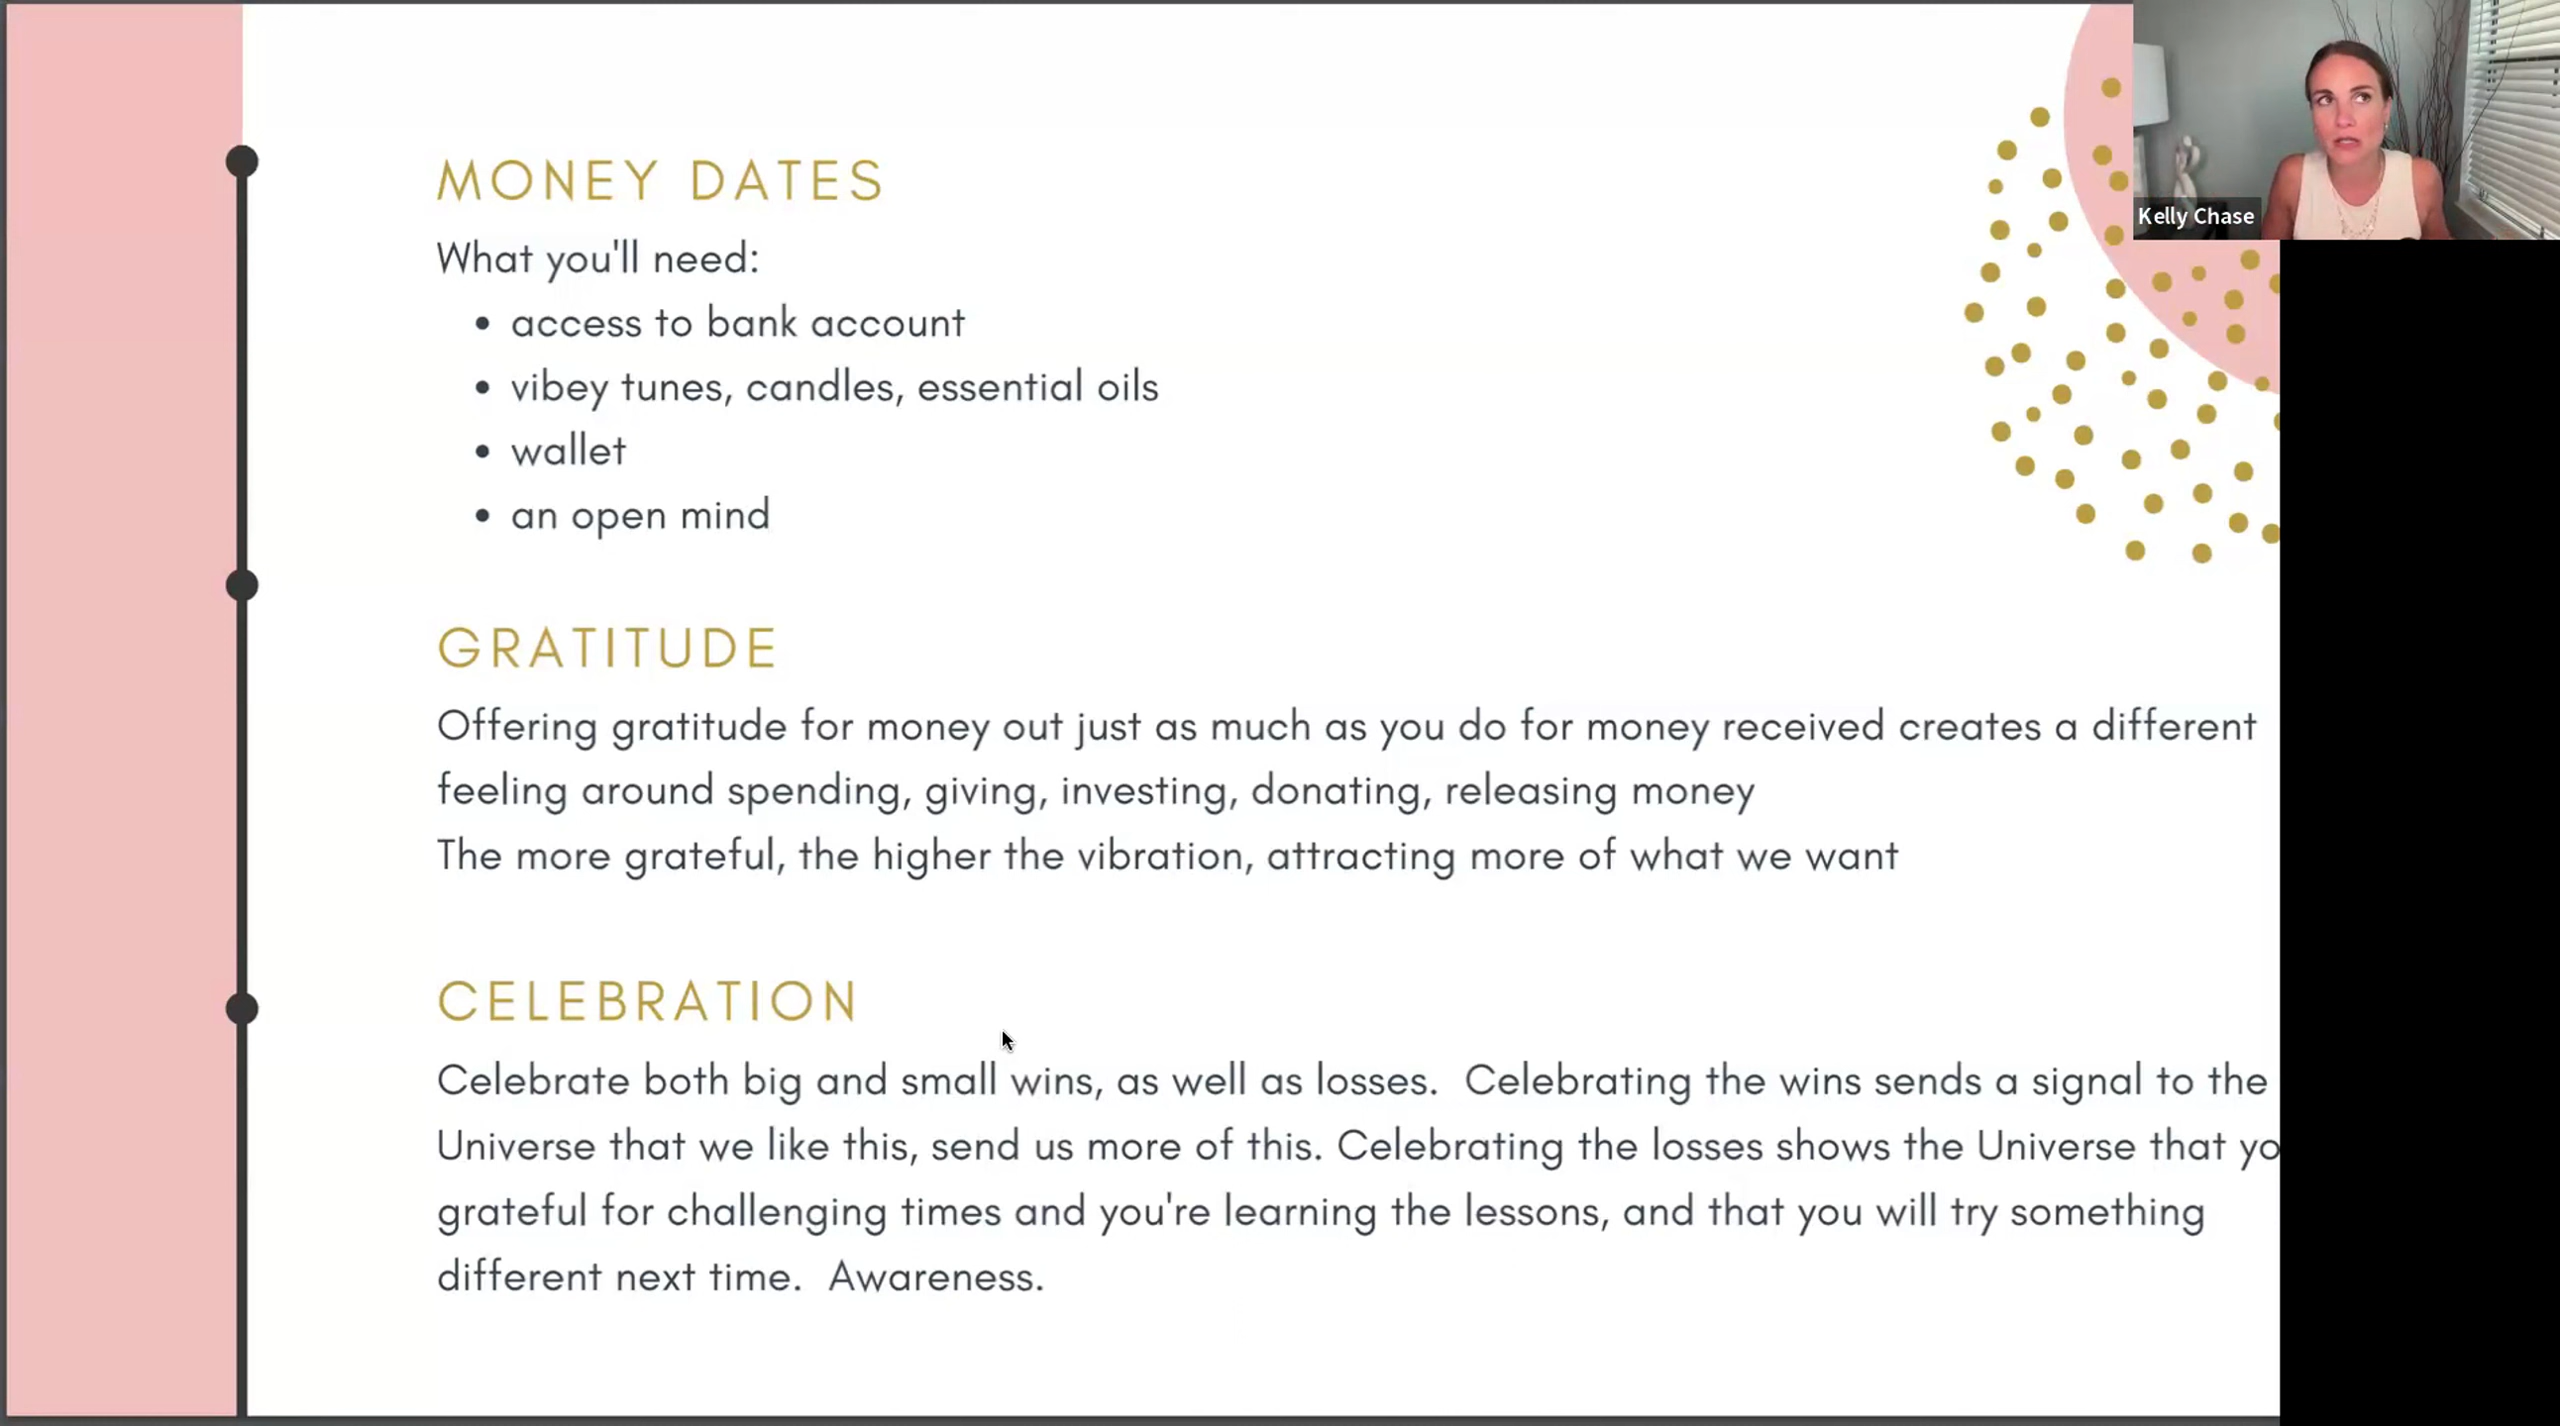 MONEY DATES
What you'll need:
• access to bank account
• vibey tunes, candles, essential oils
• wallet
• an open mind
GRATITUDE
Offering gratitude for money out just as much as you do for money received creates a different
feeling around spending, giving, investing, donating, releasing money
The more grateful, the higher the vibration, attracting more of what we want
CELEBRATION
Celebrate both big and small wins, as well as losses.  Celebrating the wins sends a signal to the
Universe that we like this, send us more of this. Celebrating the losses shows the Universe that yo
grateful for challenging times and you're learning the lessons, and that you will try something
different next time.  Awareness.
Kelly Chase